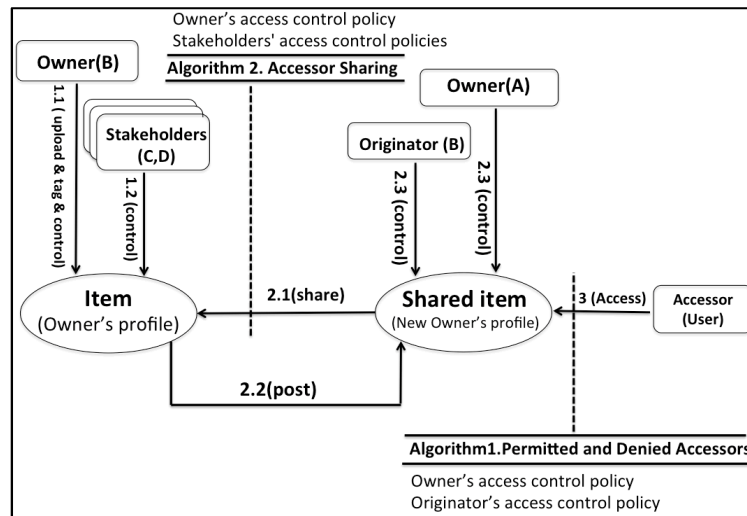 Owner's access control policy
Stakeholders' access control policies
Algorithm 2. Accessor Sharing
Owner(B)
1.1 ( upload & tag & control)
Stakeholders
(C,D)
1.2 (control)
Owner(A)
Originator (B)
2.3 (control)
2.3 (control)
Item
(Owner's profile)
2.1(share)
Shared item
(New Owner's profile)
3 (Access)
Accessor
(User)
2.2(post)
Algorithm1.Permitted and Denied Accessors
Owner's access control policy
Originator's access control policy